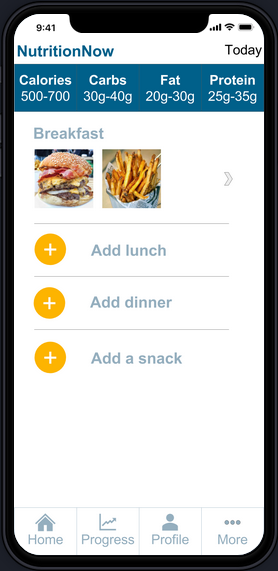 9:41
NutritionNow Today
Calories Carbs Fat Protein
500-700 30g-40g 20g-30g 25g-35g
Breakfast
Add lunch
Add dinner
Add a snack
Home Progress Profile More